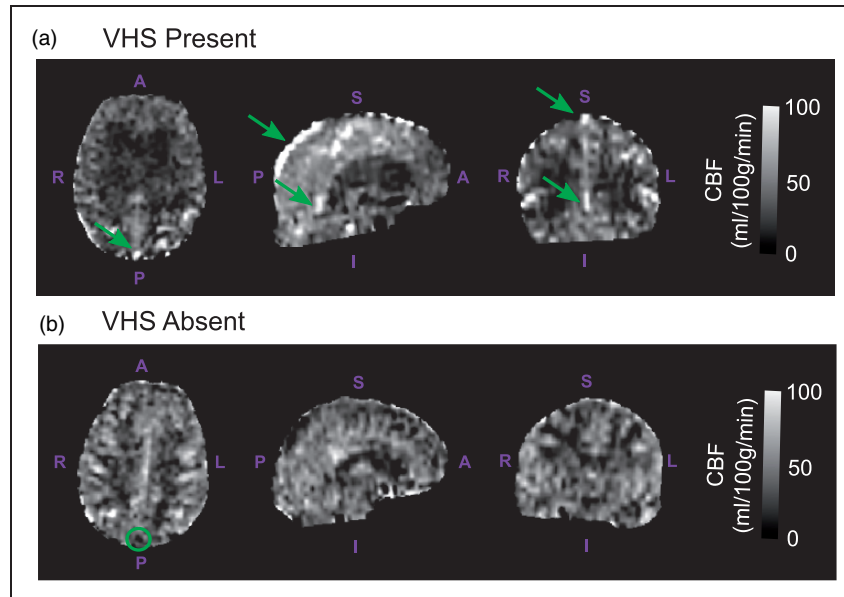 (a) VHS Present
A S S
R L P A R L
P I I
100
50
0
CBF
(ml/100g/min)
(b) VHS Absent
A S S
R L P A R L
P I I
100
50
0
CBF
(ml/100g/min)